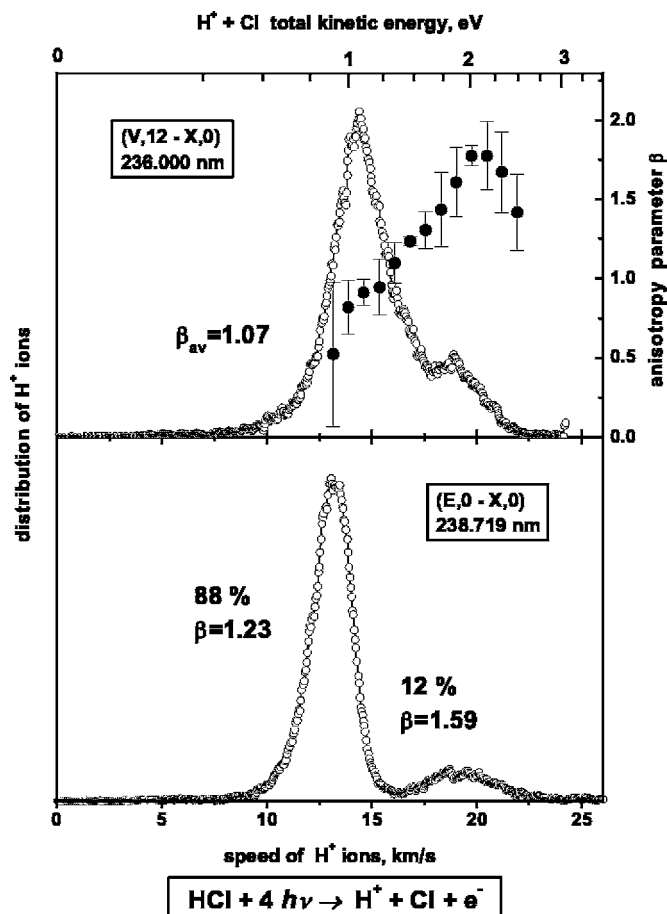 H⁺ + Cl total kinetic energy, eV
0 1 2 3
(V,12 - X,0)
236.000 nm
β_av=1.07
2.0
1.5
1.0
0.5
0.0
anisotropy parameter β
distribution of H⁺ ions
(E,0 - X,0)
238.719 nm
88 %
β=1.23
12 %
β=1.59
0 5 10 15 20 25
speed of H⁺ ions, km/s
HCl + 4 hν → H⁺ + Cl + e⁻